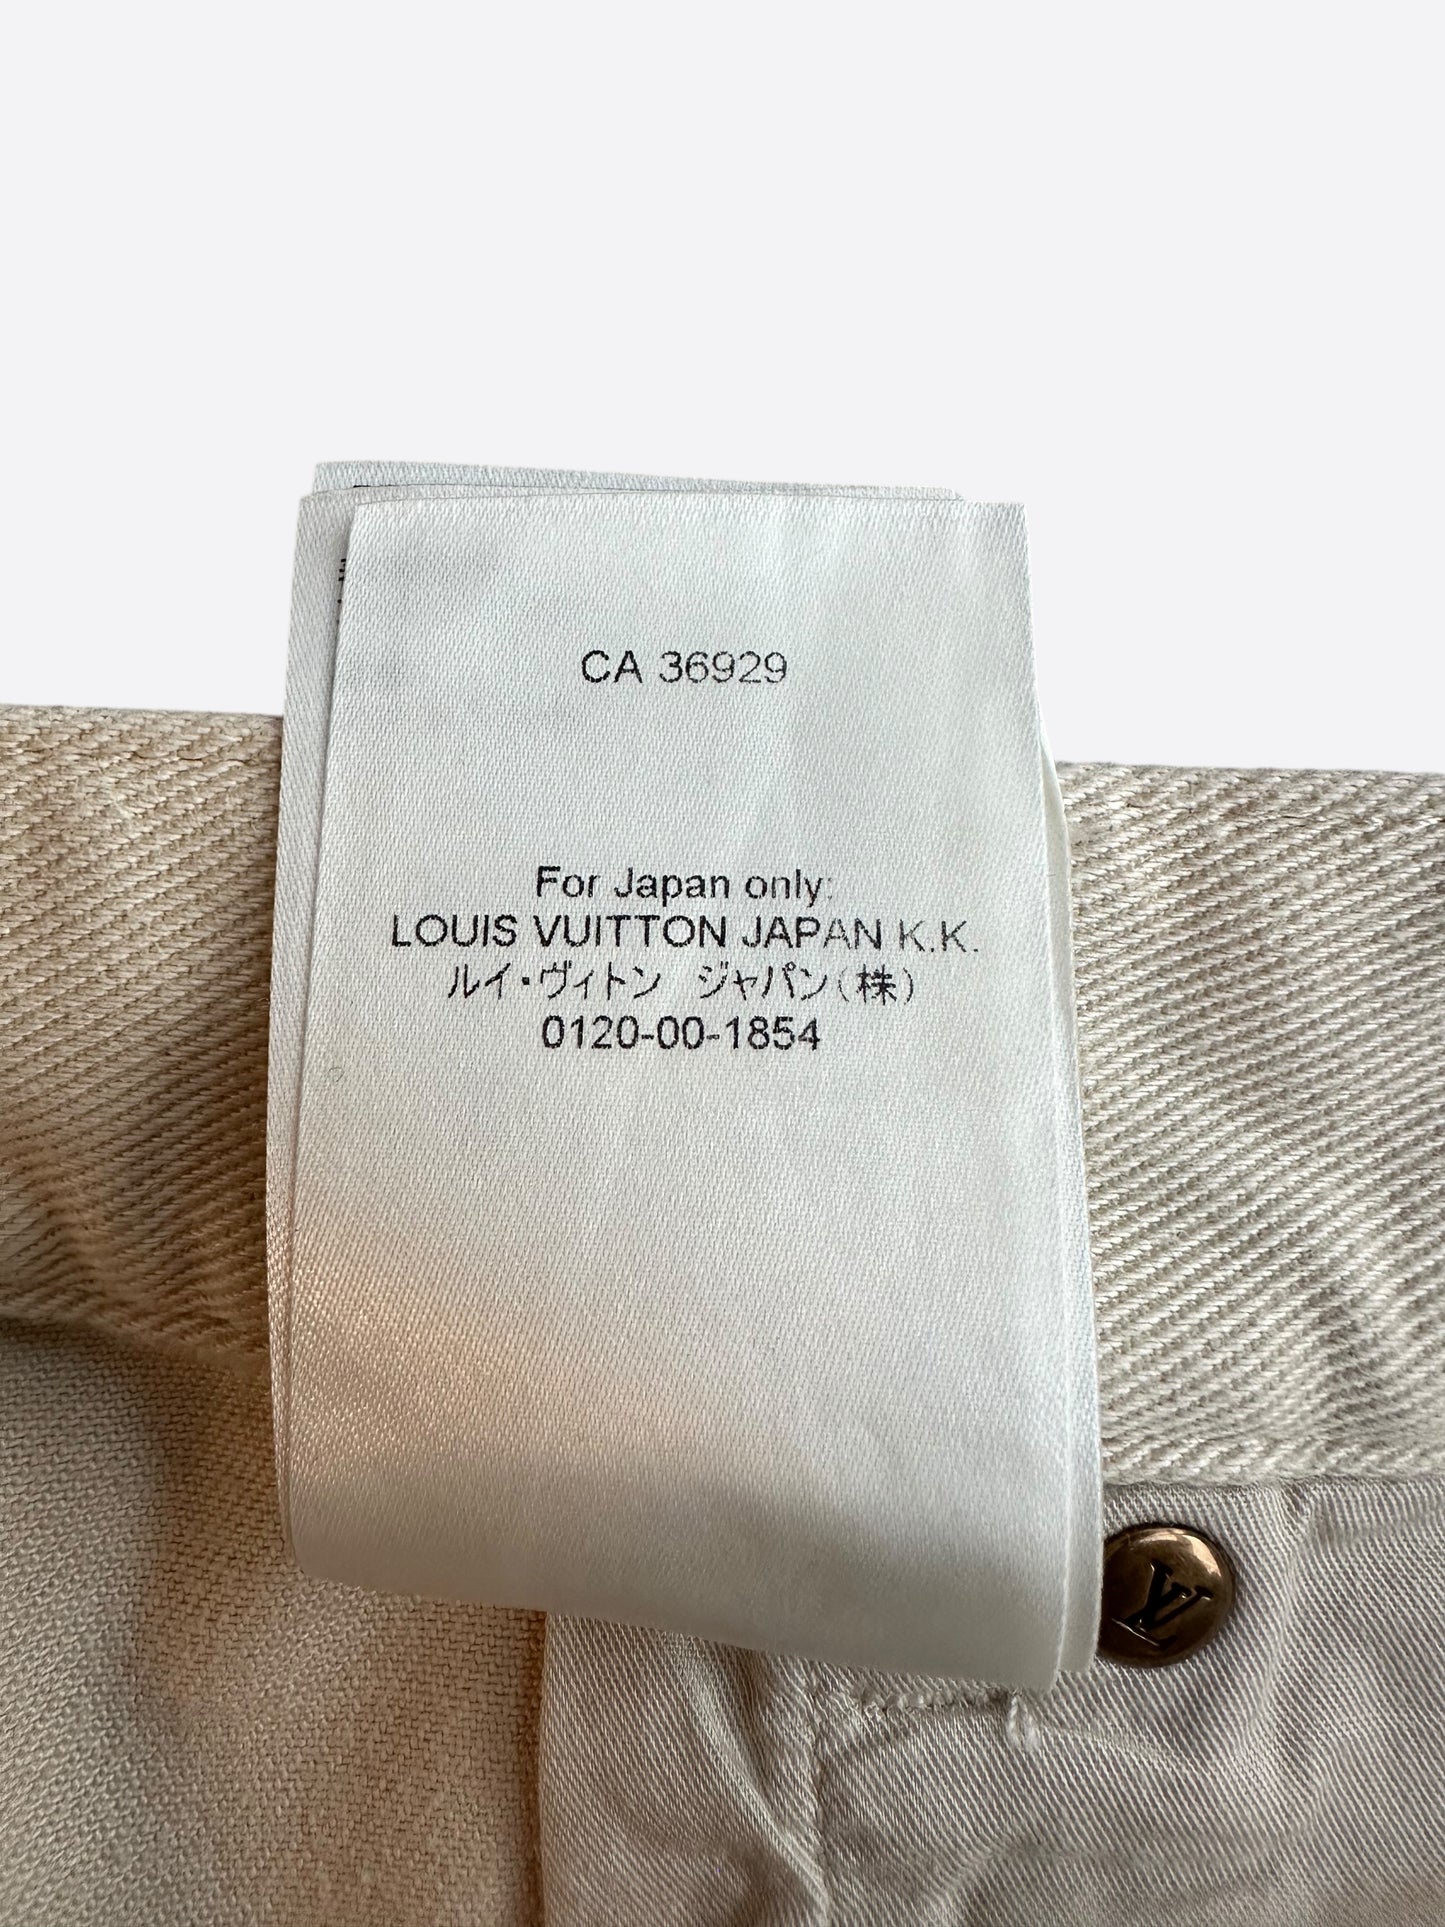 CA 36929
For Japan only:
LOUIS VUITTON JAPAN K.K.
ルイ・ヴィトン　ジャパン(株)
0120-00-1854
LV